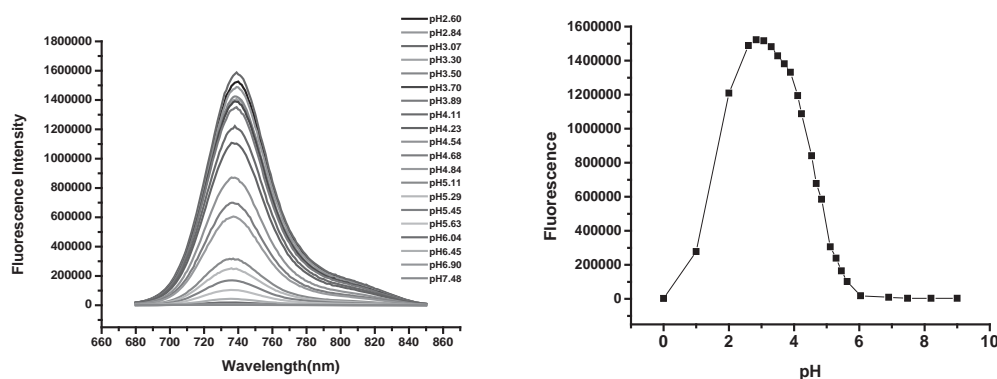 pH2.60
pH2.84
pH3.07
pH3.30
pH3.50
pH3.70
pH3.89
pH4.11
pH4.23
pH4.54
pH4.68
pH4.84
pH5.11
pH5.29
pH5.45
pH5.63
pH6.04
pH6.45
pH6.90
pH7.48
1800000
1600000
1400000
1200000
1000000
800000
600000
400000
200000
0
Fluorescence Intensity
660 680 700 720 740 760 780 800 820 840 860
Wavelength(nm)
1600000
1400000
1200000
1000000
800000
600000
400000
200000
0
Fluorescence
0 2 4 6 8 10
pH